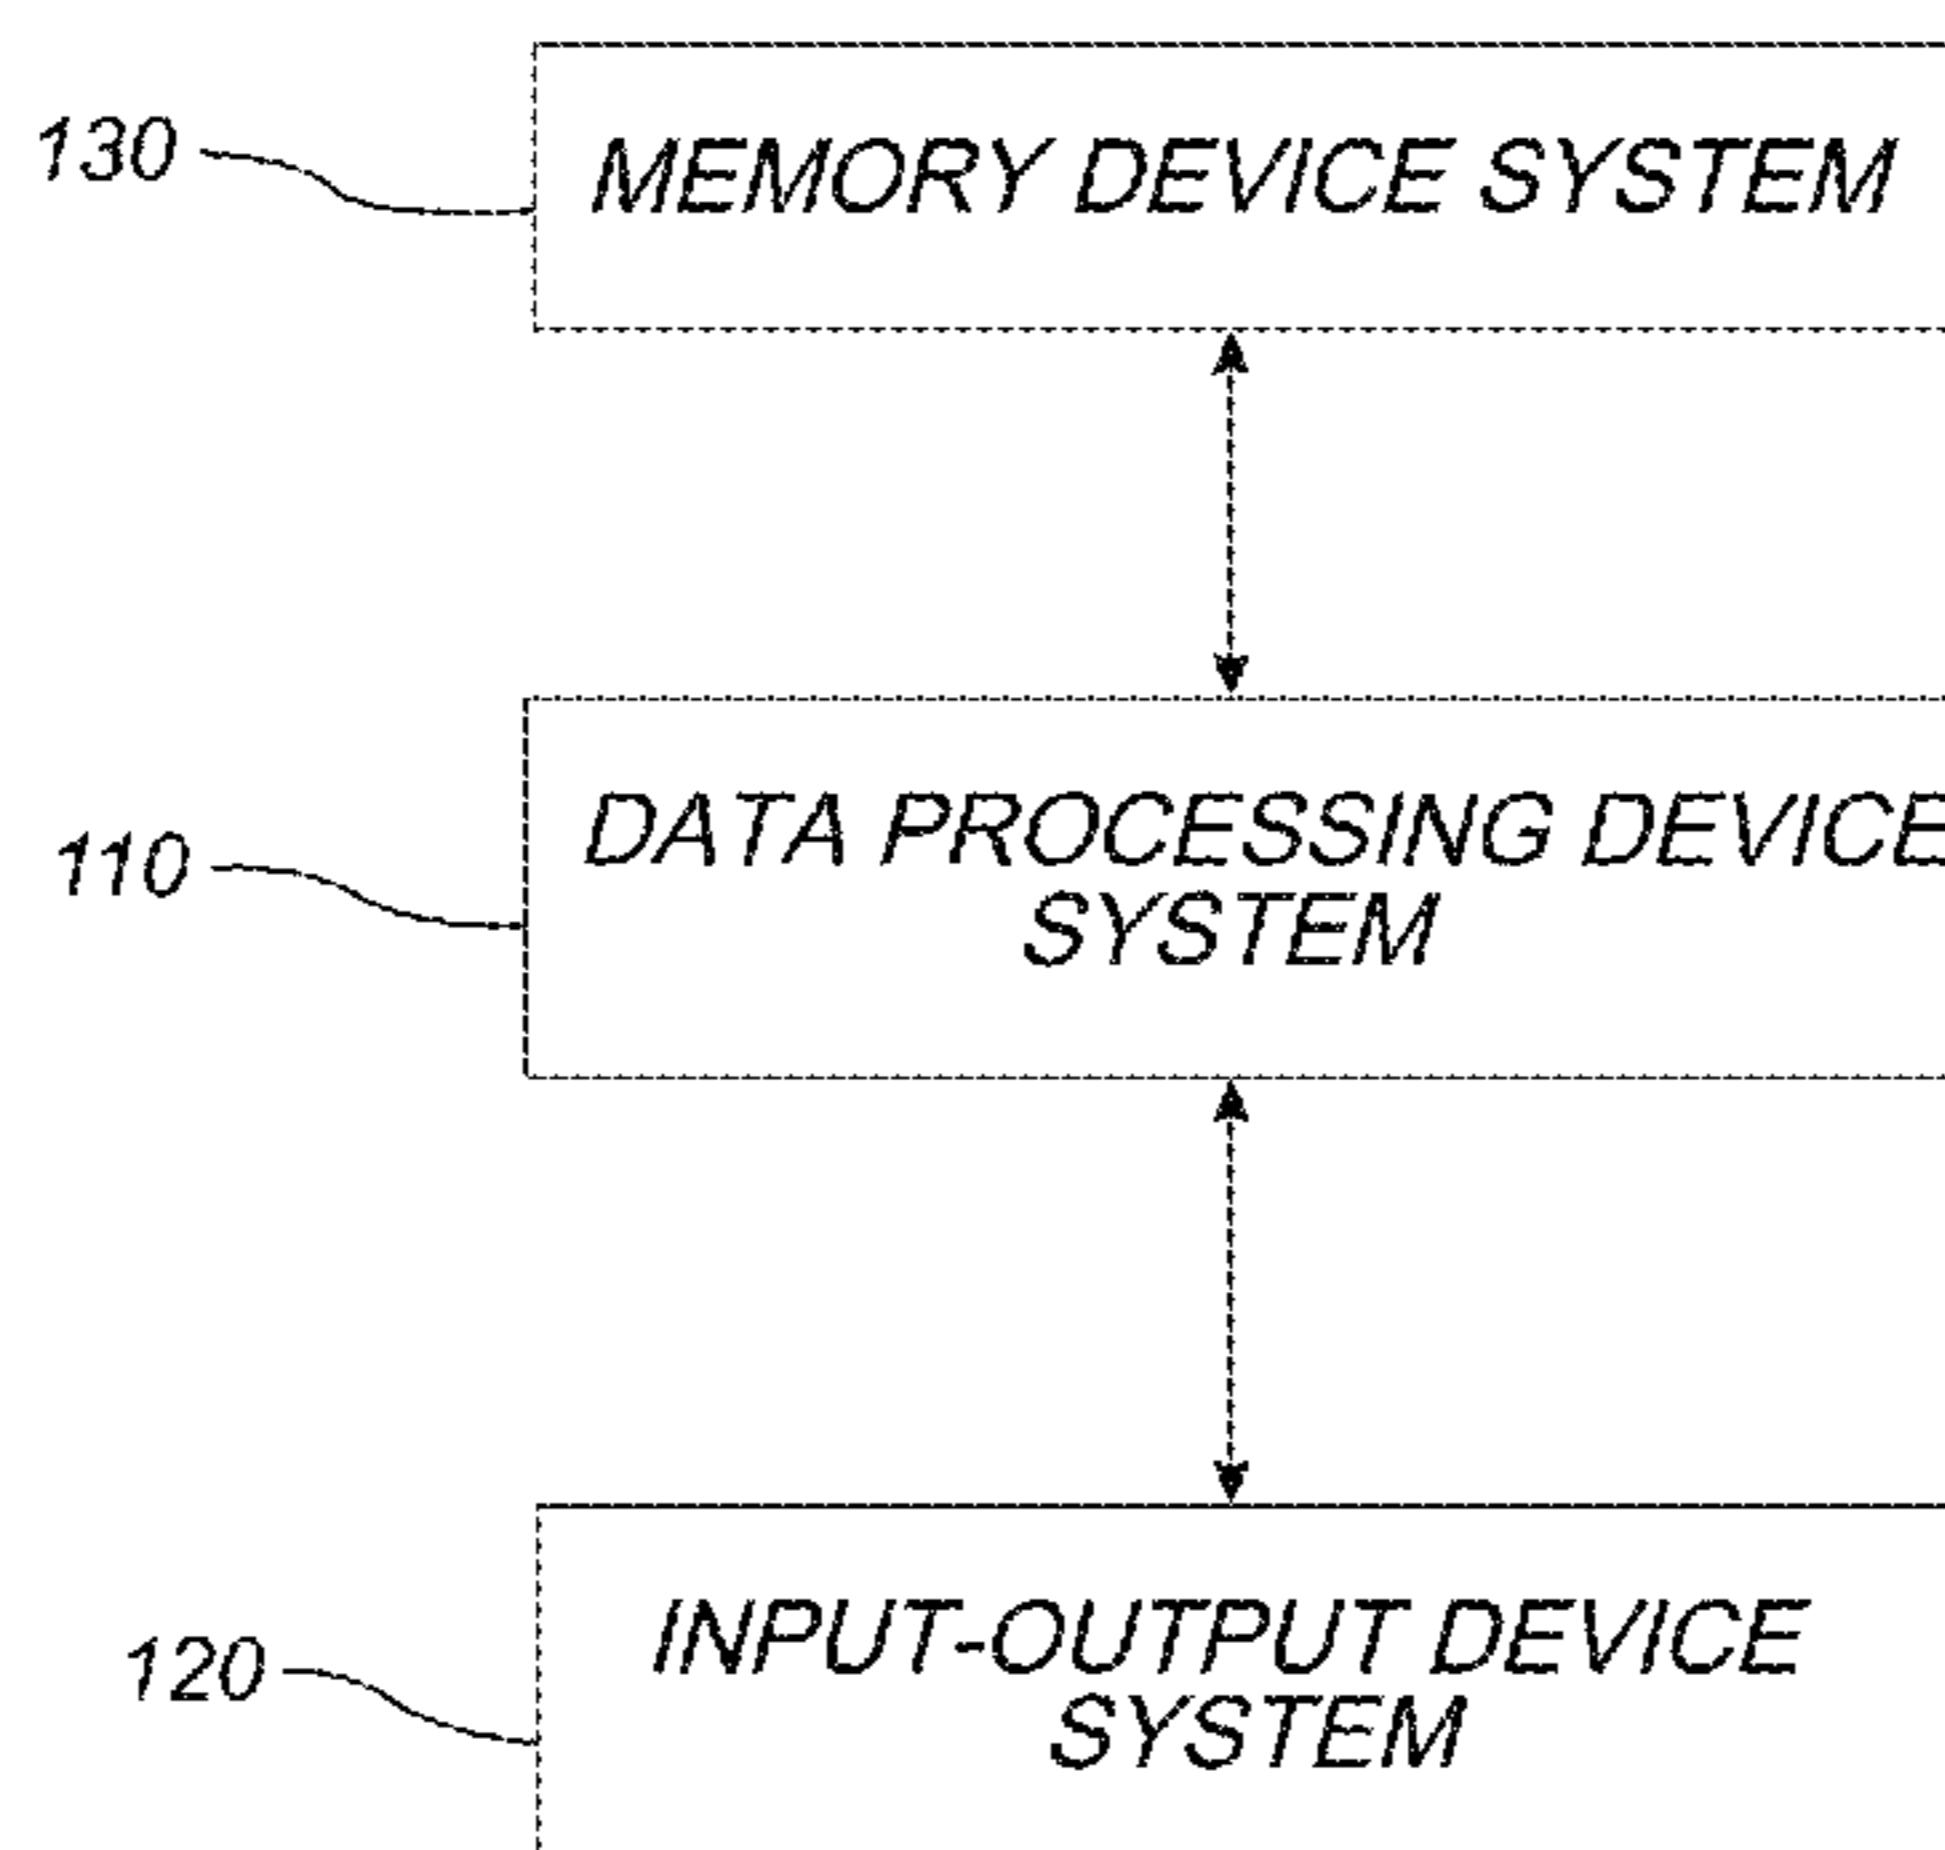 130
MEMORY DEVICE SYSTEM
110
DATA PROCESSING DEVICE
SYSTEM
120
INPUT-OUTPUT DEVICE
SYSTEM